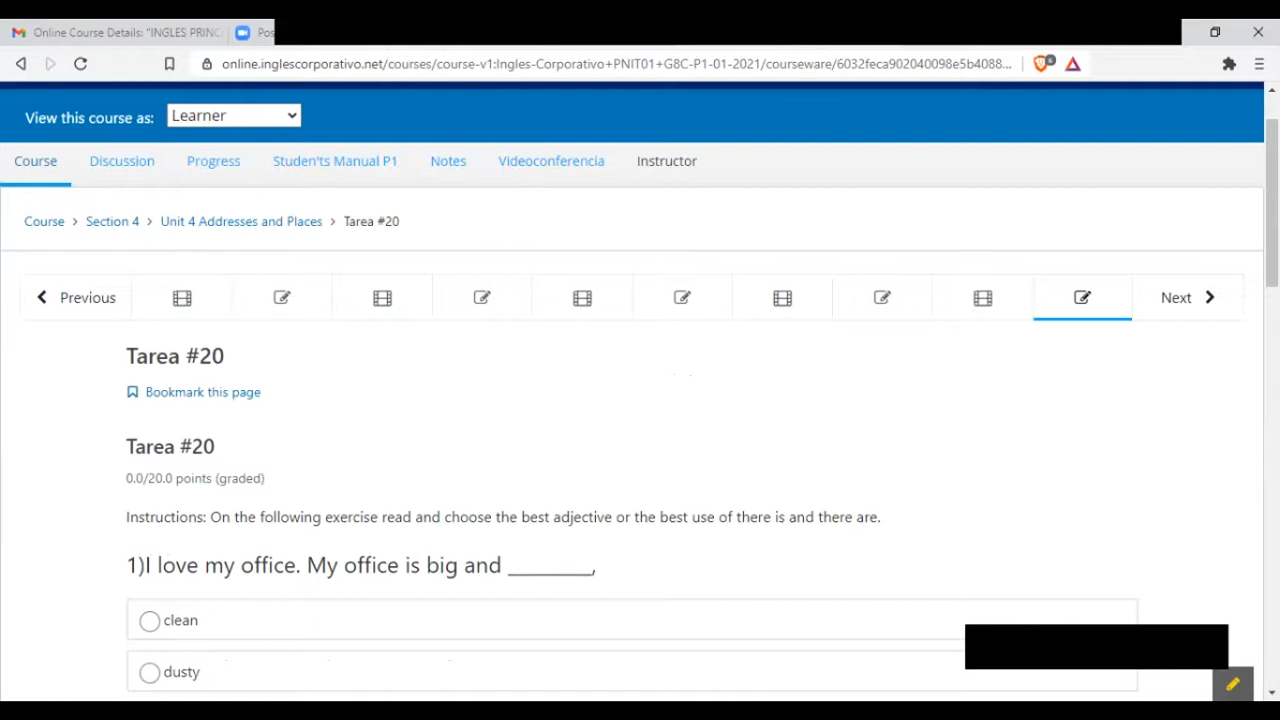 Online Course Details: "INGLES PRINC
Pos
online.inglescorporativo.net/courses/course-v1:Ingles-Corporativo+PNIT01+G8C-P1-01-2021/courseware/6032feca902040098e5b4088...
View this course as: Learner
Course Discussion Progress Studen'ts Manual P1 Notes Videoconferencia Instructor
Course > Section 4 > Unit 4 Addresses and Places > Tarea #20
Previous Next
Tarea #20
Bookmark this page
Tarea #20
0.0/20.0 points (graded)
Instructions: On the following exercise read and choose the best adjective or the best use of there is and there are.
1)I love my office. My office is big and _________,
clean
dusty